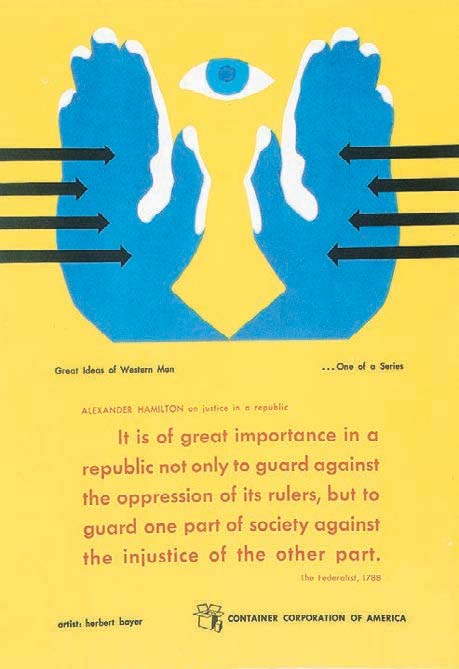 Great Ideas of Western Man
...One of a Series
ALEXANDER HAMILTON on justice in a republic
It is of great importance in a
republic not only to guard against
the oppression of its rulers, but to
guard one part of society against
the injustice of the other part.
The Federalist, 1788
artist: herbert bayer
CONTAINER CORPORATION OF AMERICA